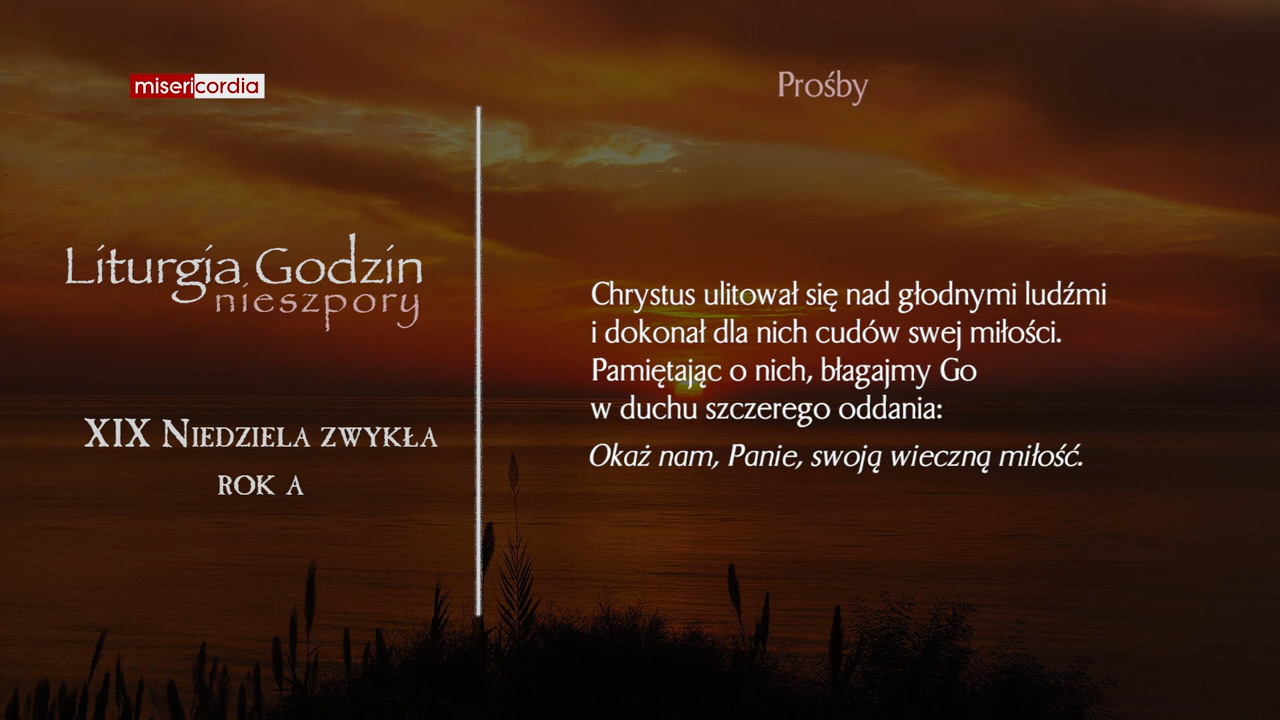 misericordia
Liturgia Godzin
nieszpory
XIX Niedziela zwykła
rok A
Prośby
Chrystus ulitował się nad głodnymi ludźmi
i dokonał dla nich cudów swej miłości.
Pamiętając o nich, błagajmy Go
w duchu szczerego oddania:
Okaż nam, Panie, swoją wieczną miłość.